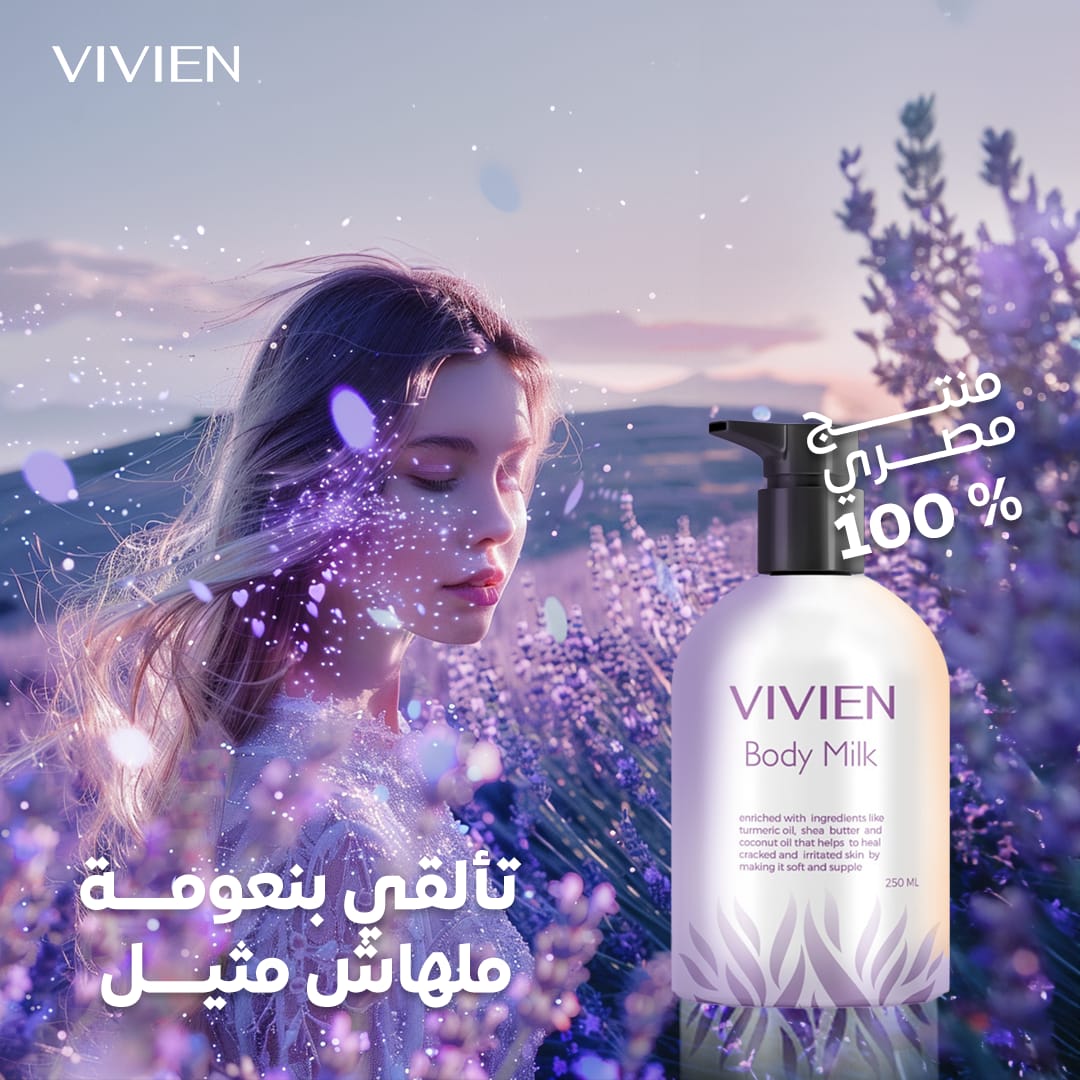 VIVIEN
منتج
مصري
100 %
VIVIEN
Body Milk
enriched with ingredients like
turmeric oil, shea butter and
coconut oil that helps to heal
cracked and irritated skin by
making it soft and supple
250 ML
تألقي بنعومة
ملهاش مثيل